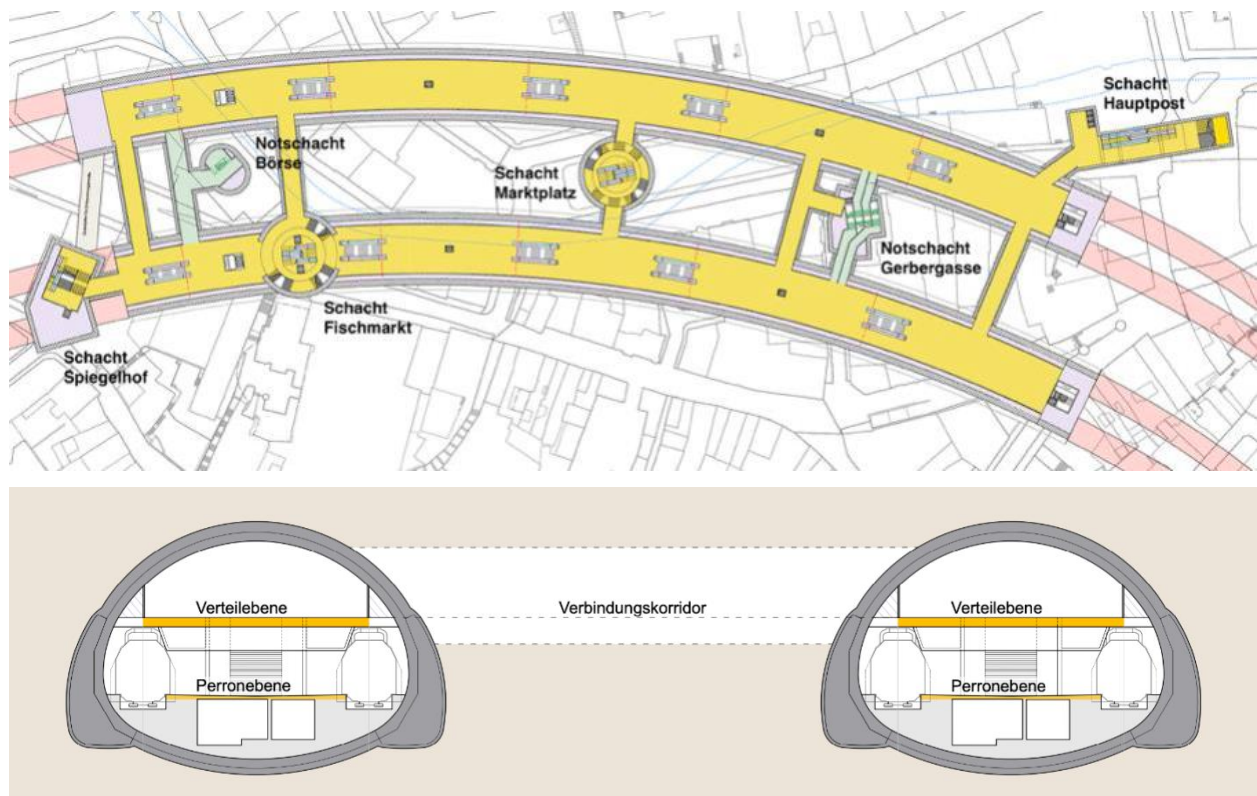 Schacht
Hauptpost
Notschacht
Börse
Schacht
Marktplatz
Notschacht
Gerbergasse
Schacht
Fischmarkt
Schacht
Spiegelhof
Verteilebene
Verbindungskorridor
Verteilebene
Perronebene
Perronebene